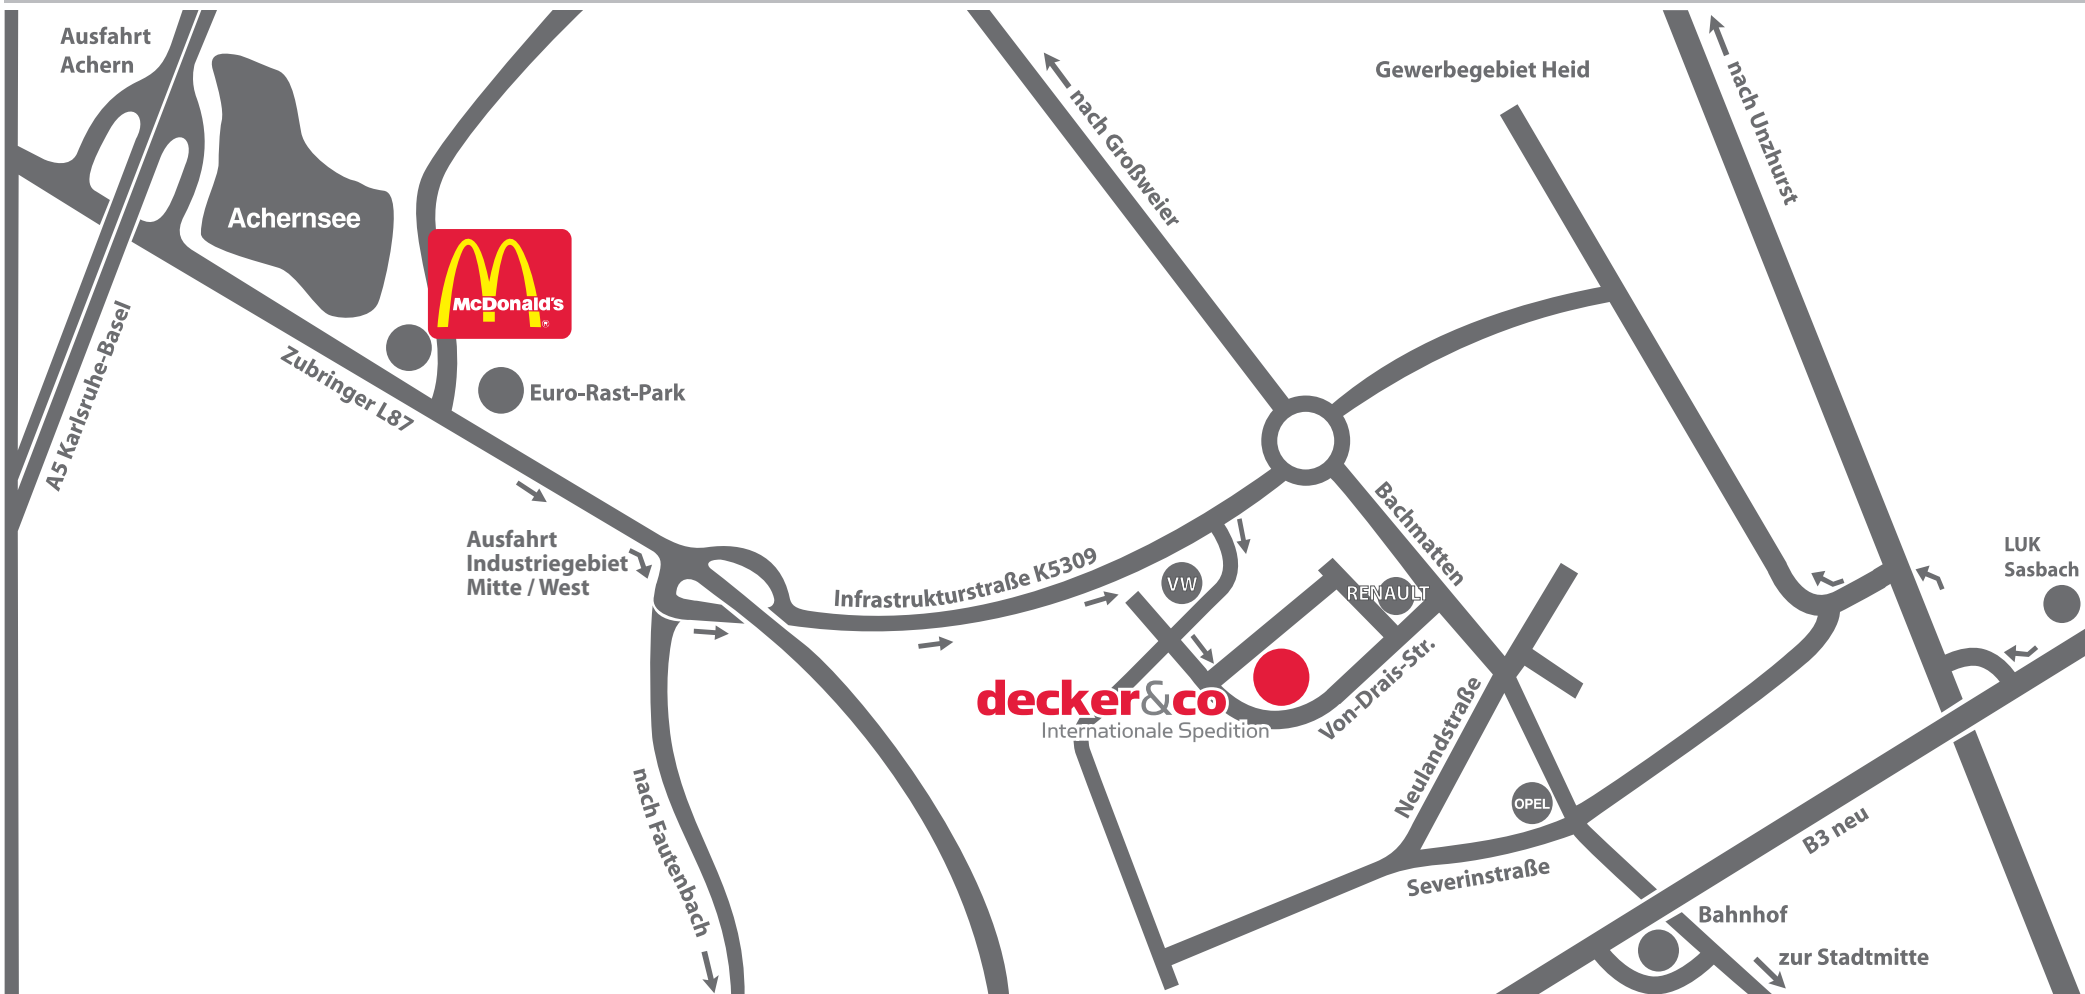 Ausfahrt
Achern
Achernsee
A5 Karlsruhe-Basel
McDonald's
®
Zubringer L87
Euro-Rast-Park
Ausfahrt
Industriegebiet
Mitte / West
nach Fautenbach
Infrastrukturstraße K5309
nach Großweier
Gewerbegebiet Heid
nach Unzhurst
Bachmatten
VW
RENAULT
decker&co
Internationale Spedition
Von-Drais-Str.
Neulandstraße
OPEL
Severinstraße
LUK
Sasbach
B3 neu
Bahnhof
zur Stadtmitte